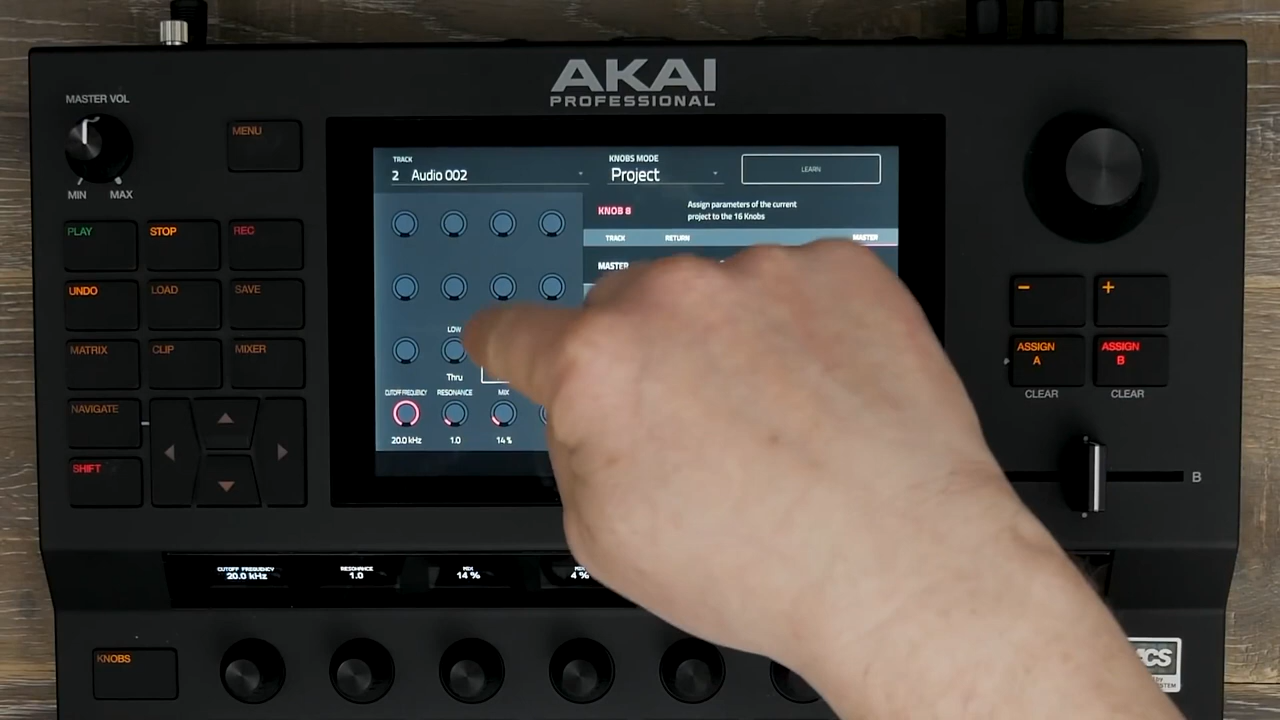 AKAI
PROFESSIONAL
MASTER VOL
MIN MAX
MENU
PLAY STOP REC
UNDO LOAD SAVE
MATRIX CLIP MIXER
NAVIGATE
SHIFT
TRACK
2 Audio 002
KNOBS MODE
Project
LEARN
KNOB 8
Assign parameters of the current
project to the 16 Knobs
TRACK RETURN MASTER
MASTER
LOW
Thru
CUTOFF FREQUENCY RESONANCE MIX
20.0 kHz 1.0 14 %
- +
ASSIGN A
ASSIGN B
CLEAR CLEAR
B
CUTOFF FREQUENCY
20.0 kHz
RESONANCE
1.0
MIX
14 %
4 %
KNOBS